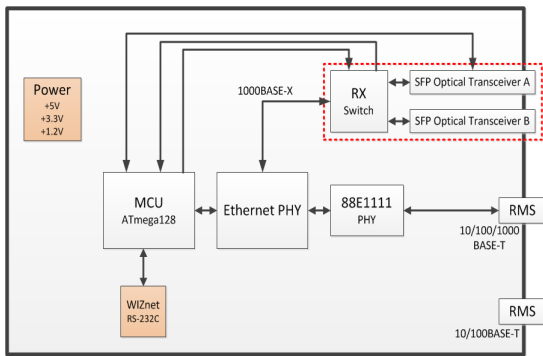 Power
+5V
+3.3V
+1.2V
1000BASE-X
RX
Switch
SFP Optical Transceiver A
SFP Optical Transceiver B
MCU
ATmega128
Ethernet PHY
88E1111
PHY
RMS
10/100/1000
BASE-T
WIZnet
RS-232C
RMS
10/100BASE-T